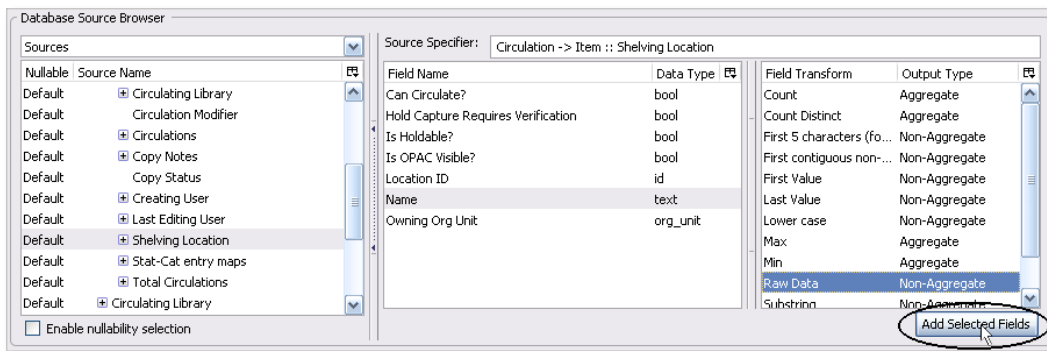 Database Source Browser
Sources
Nullable Source Name
Default Circulating Library
Default Circulation Modifier
Default Circulations
Default Copy Notes
Default Copy Status
Default Creating User
Default Last Editing User
Default Shelving Location
Default Stat-Cat entry maps
Default Total Circulations
Default Circulating Library
Enable nullability selection
Source Specifier: Circulation -> Item :: Shelving Location
Field Name Data Type
Can Circulate? bool
Hold Capture Requires Verification bool
Is Holdable? bool
Is OPAC Visible? bool
Location ID id
Name text
Owning Org Unit org_unit
Field Transform Output Type
Count Aggregate
Count Distinct Aggregate
First 5 characters (fo... Non-Aggregate
First contiguous non-... Non-Aggregate
First Value Non-Aggregate
Last Value Non-Aggregate
Lower case Non-Aggregate
Max Aggregate
Min Aggregate
Raw Data Non-Aggregate
Substring Non-Aggregate
Add Selected Fields